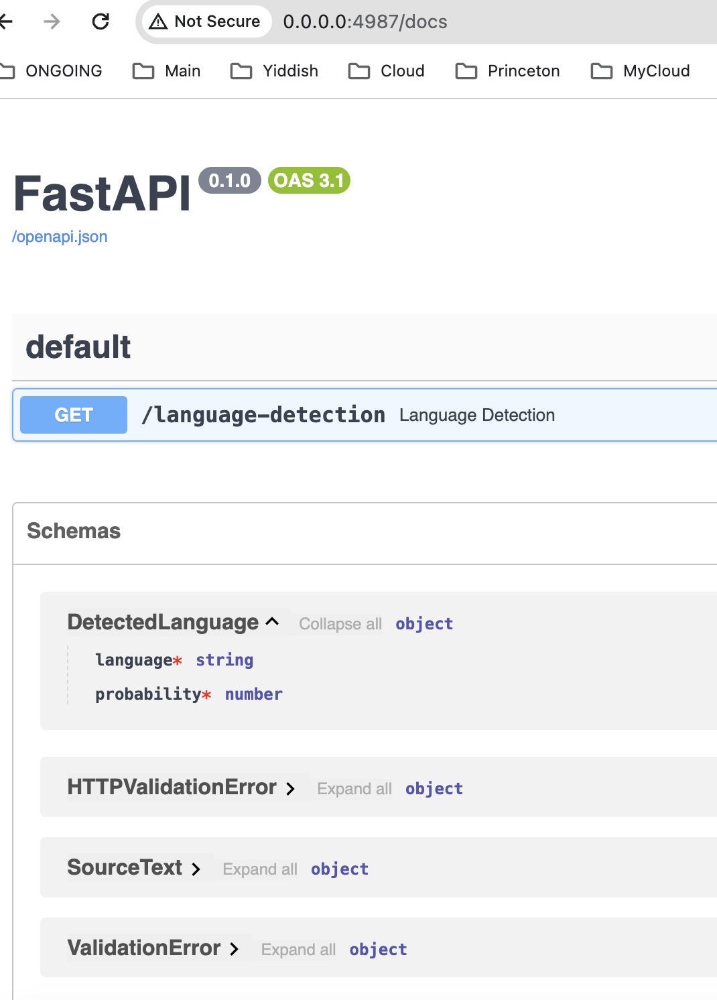 Not Secure 0.0.0.0:4987/docs
ONGOING Main Yiddish Cloud Princeton MyCloud
FastAPI 0.1.0 OAS 3.1
/openapi.json
default
GET /language-detection Language Detection
Schemas
DetectedLanguage Collapse all object
language* string
probability* number
HTTPValidationError Expand all object
SourceText Expand all object
ValidationError Expand all object